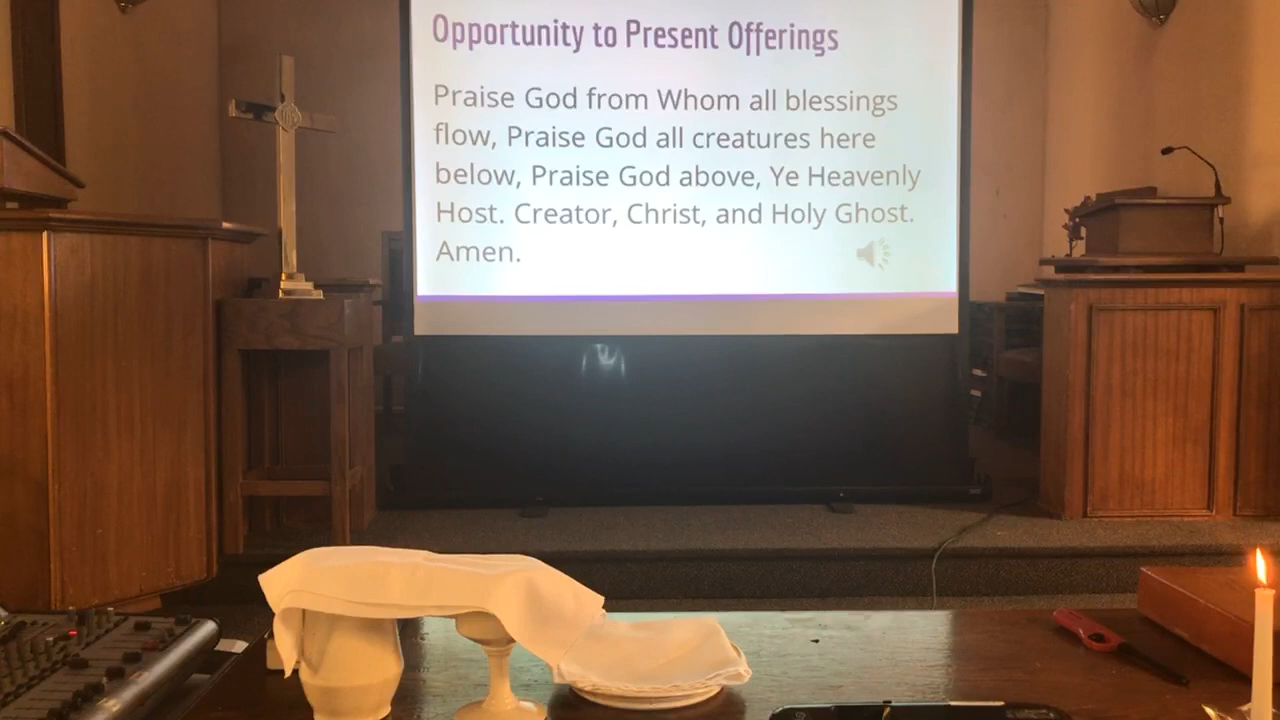 Opportunity to Present Offerings
Praise God from Whom all blessings
flow, Praise God all creatures here
below, Praise God above, Ye Heavenly
Host. Creator, Christ, and Holy Ghost.
Amen.